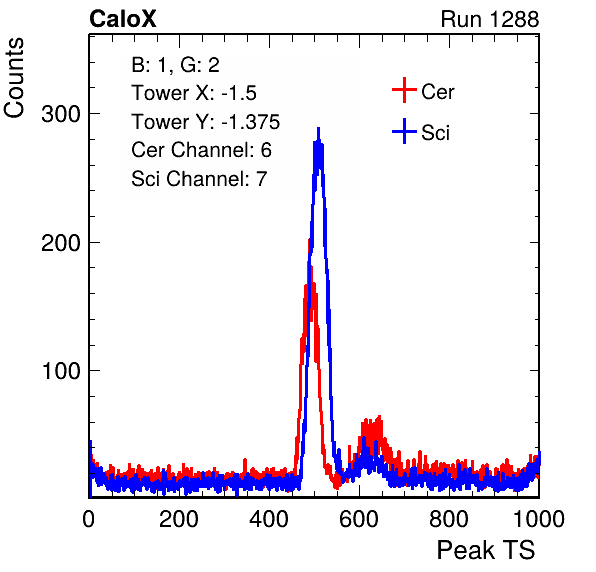 CaloX Run 1288
Counts
B: 1, G: 2
Tower X: -1.5
Tower Y: -1.375
Cer Channel: 6
Sci Channel: 7
Cer
Sci
300
200
100
0 200 400 600 800 1000
Peak TS